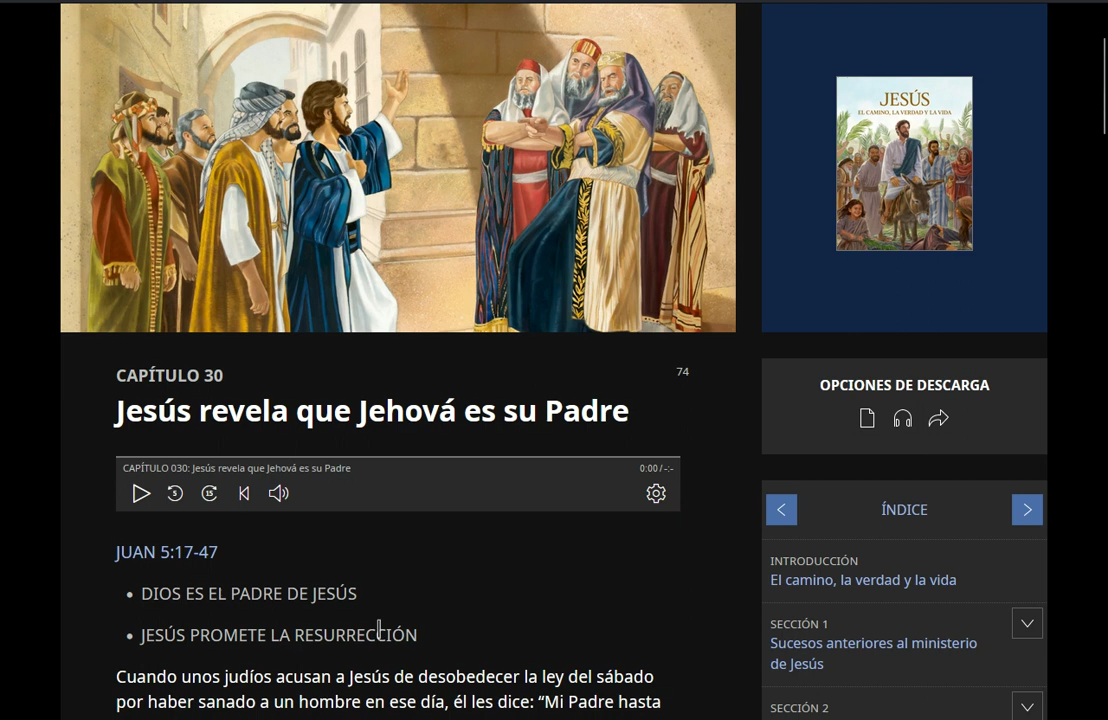 JESÚS
EL CAMINO, LA VERDAD Y LA VIDA
CAPÍTULO 30
74
Jesús revela que Jehová es su Padre
CAPÍTULO 030: Jesús revela que Jehová es su Padre
0:00 / -:-
5
15
JUAN 5:17-47
• DIOS ES EL PADRE DE JESÚS
• JESÚS PROMETE LA RESURRECCIÓN
Cuando unos judíos acusan a Jesús de desobedecer la ley del sábado
por haber sanado a un hombre en ese día, él les dice: “Mi Padre hasta
OPCIONES DE DESCARGA
ÍNDICE
INTRODUCCIÓN
El camino, la verdad y la vida
SECCIÓN 1
Sucesos anteriores al ministerio
de Jesús
SECCIÓN 2